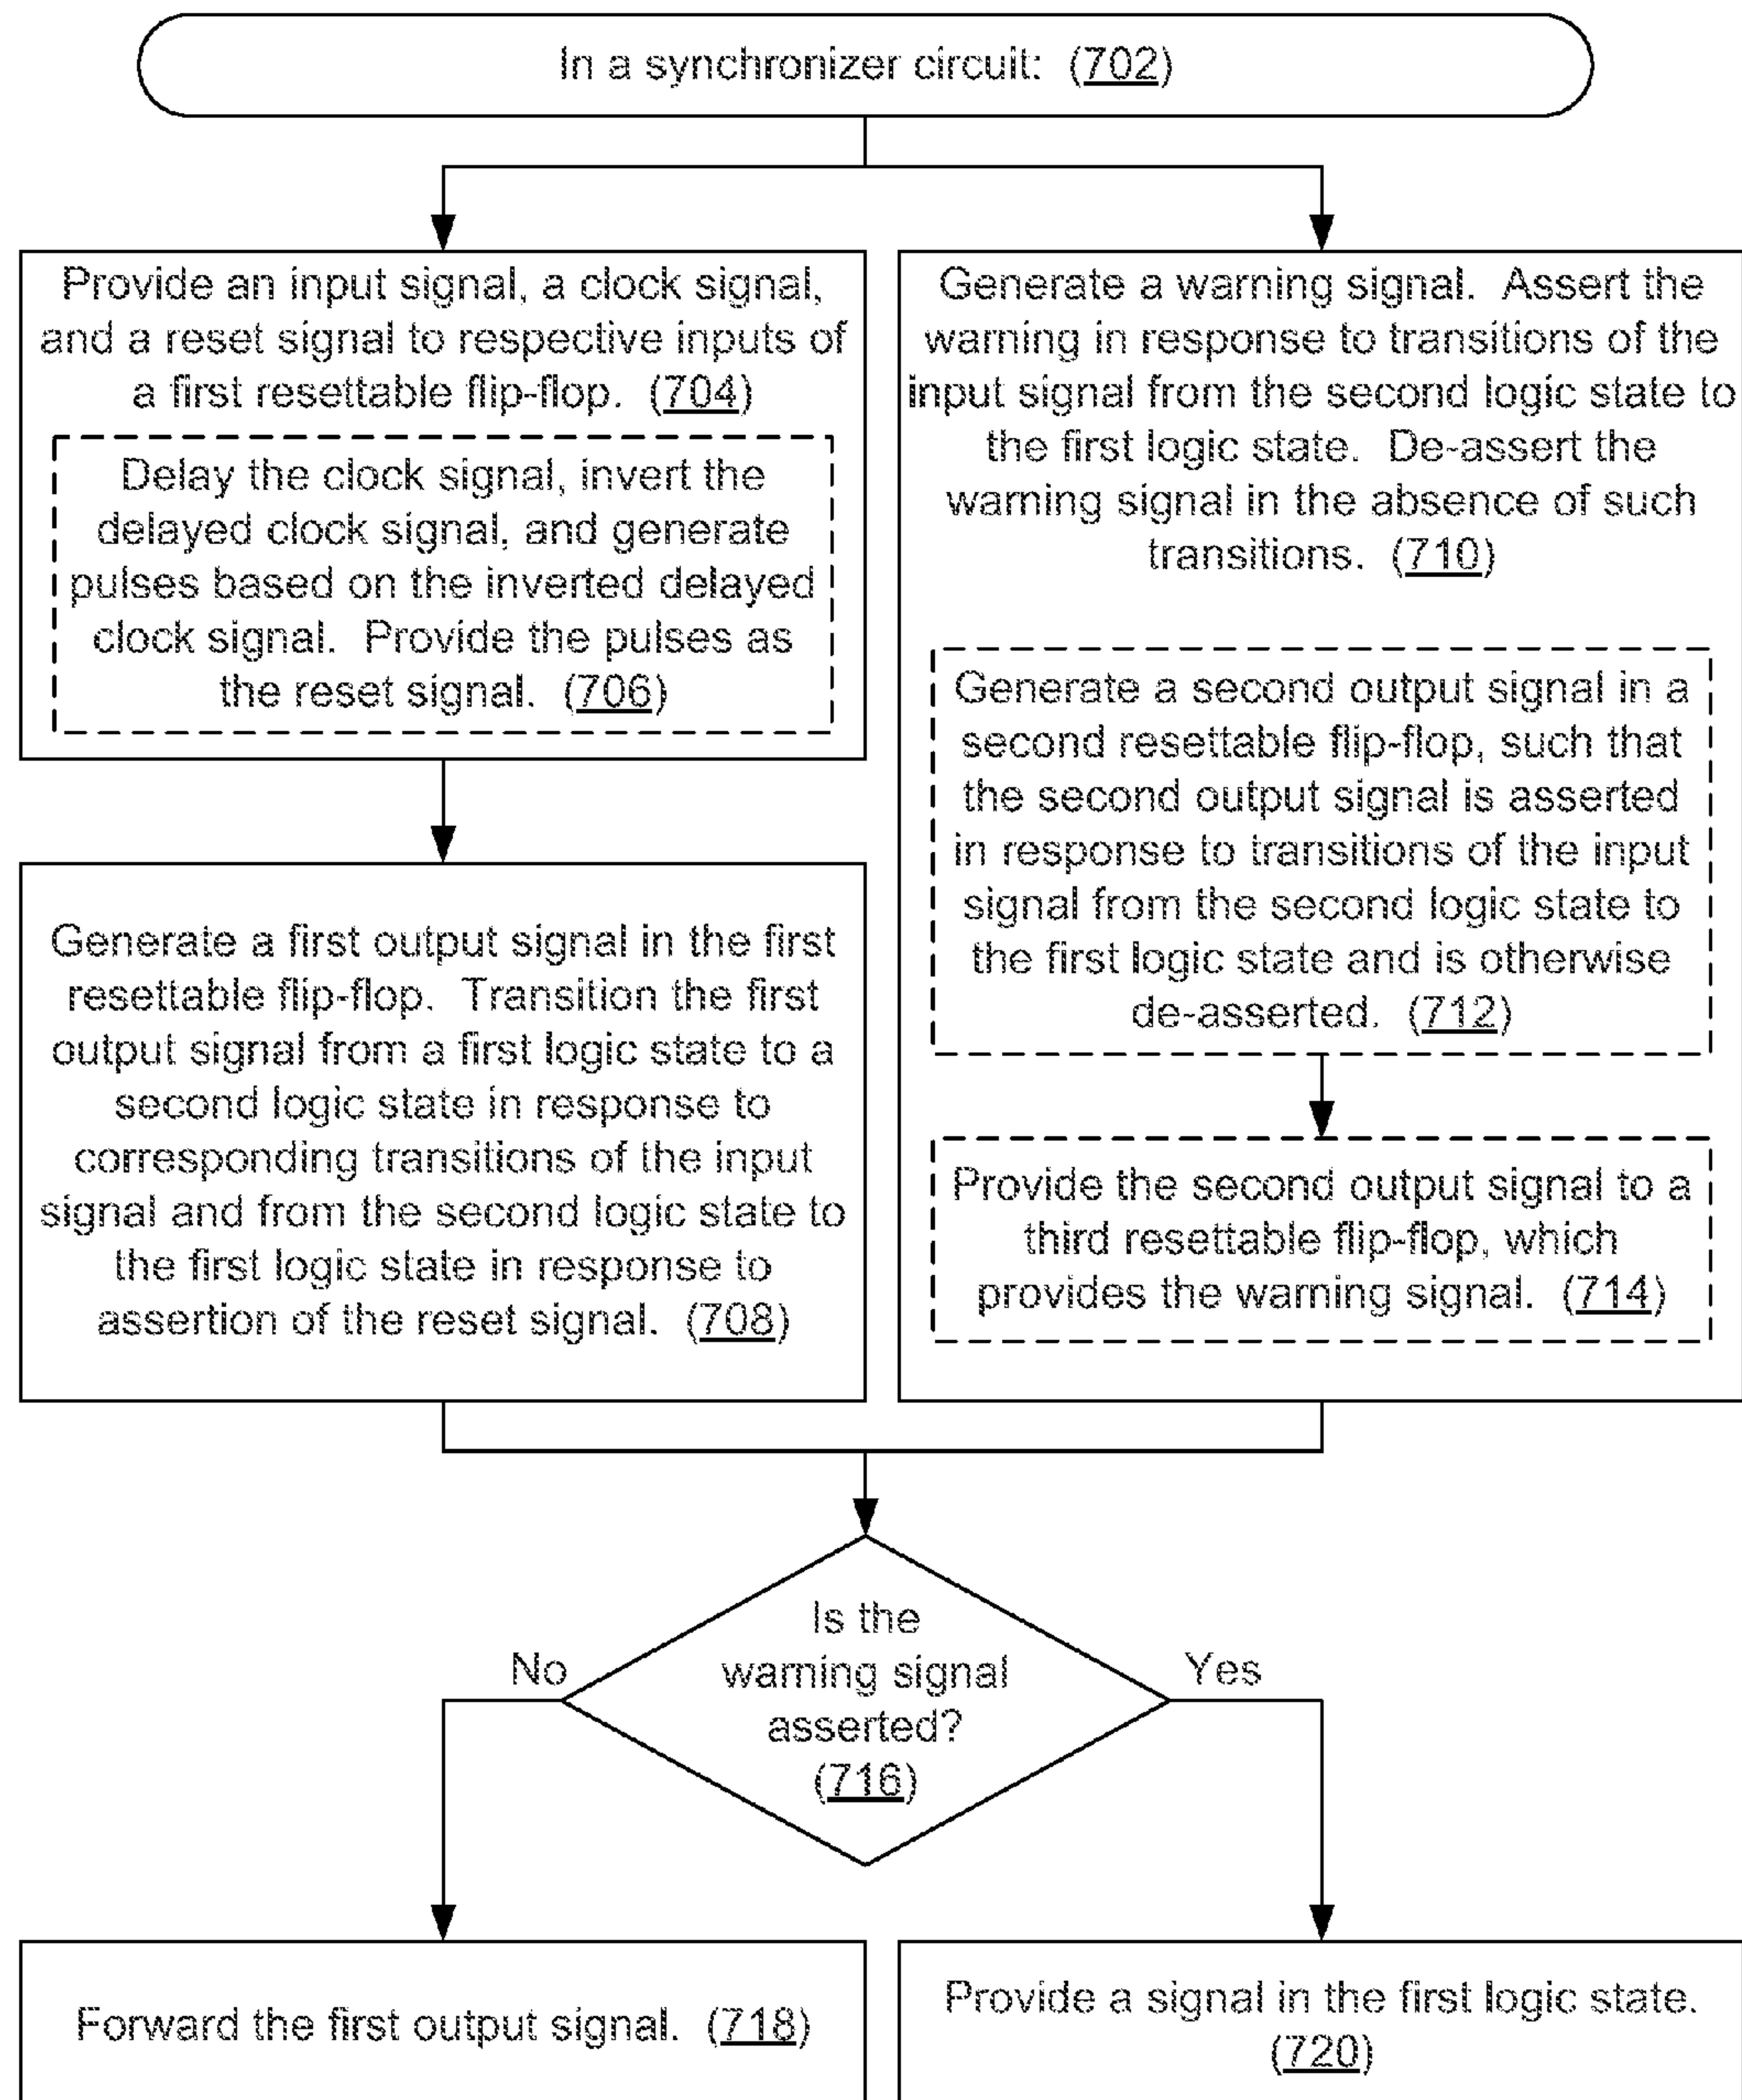 In a synchronizer circuit: (702)
Provide an input signal, a clock signal,
and a reset signal to respective inputs of
a first resettable flip-flop. (704)
Delay the clock signal, invert the
delayed clock signal, and generate
pulses based on the inverted delayed
clock signal. Provide the pulses as
the reset signal. (706)
Generate a first output signal in the first
resettable flip-flop. Transition the first
output signal from a first logic state to a
second logic state in response to
corresponding transitions of the input
signal and from the second logic state to
the first logic state in response to
assertion of the reset signal. (708)
Generate a warning signal. Assert the
warning in response to transitions of the
input signal from the second logic state to
the first logic state. De-assert the
warning signal in the absence of such
transitions. (710)
Generate a second output signal in a
second resettable flip-flop, such that
the second output signal is asserted
in response to transitions of the input
signal from the second logic state to
the first logic state and is otherwise
de-asserted. (712)
Provide the second output signal to a
third resettable flip-flop, which
provides the warning signal. (714)
Is the
warning signal
asserted?
(716)
No
Yes
Forward the first output signal. (718)
Provide a signal in the first logic state.
(720)